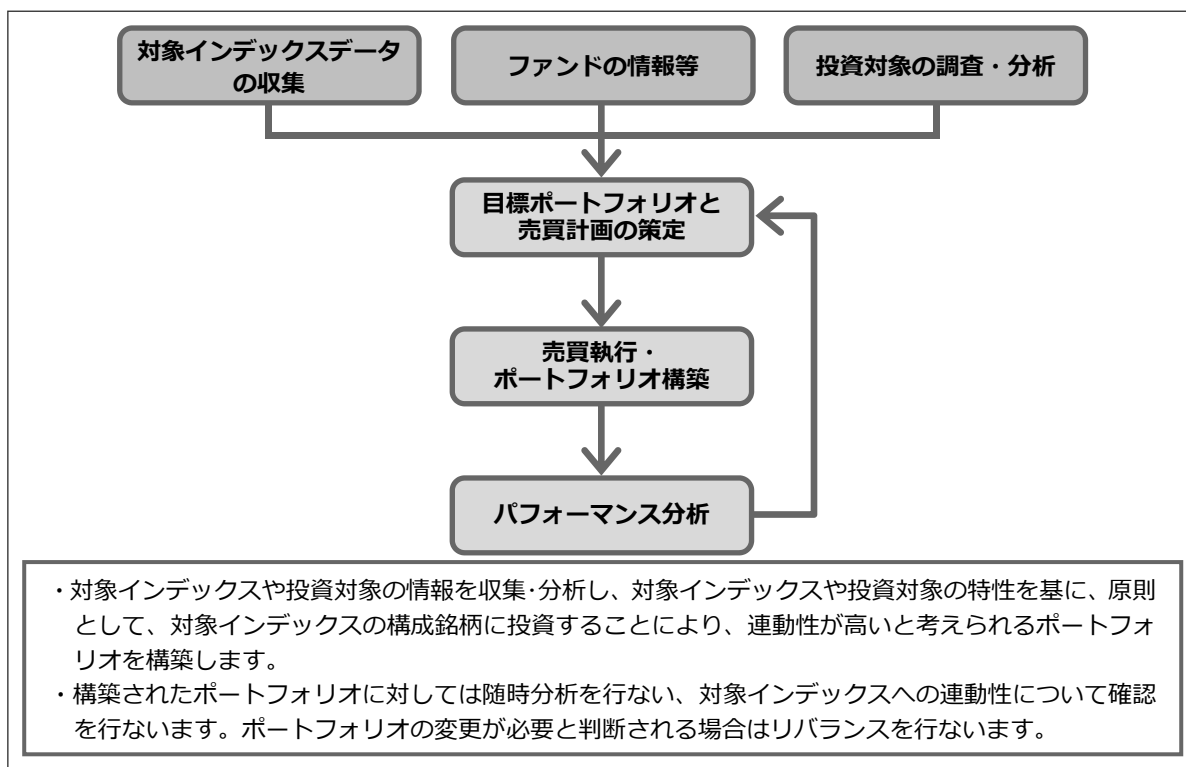 対象インデックスデータ
の収集
ファンドの情報等
投資対象の調査・分析
目標ポートフォリオと
売買計画の策定
売買執行・
ポートフォリオ構築
パフォーマンス分析
・対象インデックスや投資対象の情報を収集･分析し、対象インデックスや投資対象の特性を基に、原則
として、対象インデックスの構成銘柄に投資することにより、連動性が高いと考えられるポートフォ
リオを構築します。
・構築されたポートフォリオに対しては随時分析を行ない、対象インデックスへの連動性について確認
を行ないます。ポートフォリオの変更が必要と判断される場合はリバランスを行ないます。